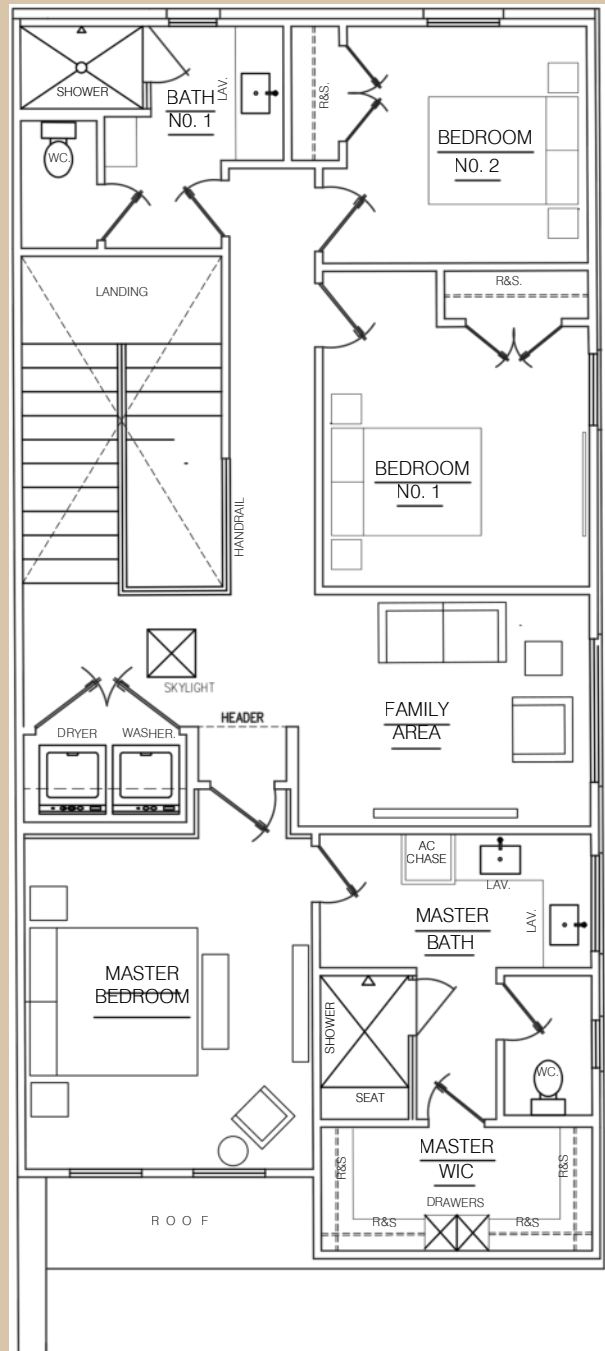 SHOWER
BATH
N0. 1
LAV.
R&S.
WC.
BEDROOM
N0. 2
LANDING
R&S.
BEDROOM
N0. 1
HANDRAIL
SKYLIGHT
HEADER
FAMILY
AREA
DRYER
WASHER.
AC
CHASE
LAV.
LAV.
MASTER
BATH
MASTER
BEDROOM
SHOWER
SEAT
WC.
MASTER
WIC
R&S
R&S
DRAWERS
R&S
R&S
ROOF